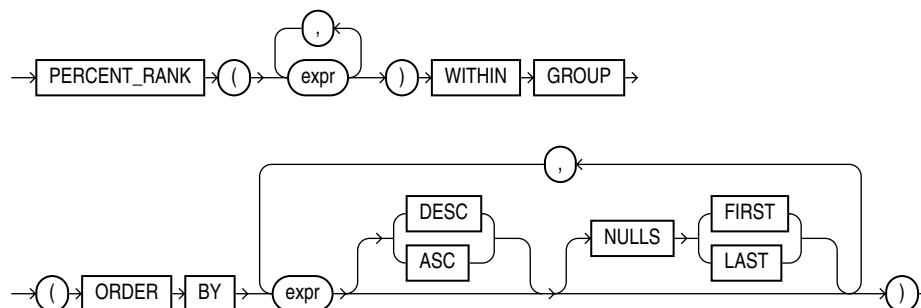 ,
PERCENT_RANK ( expr ) WITHIN GROUP
,
DESC FIRST
NULLS
ASC LAST
( ORDER BY expr )